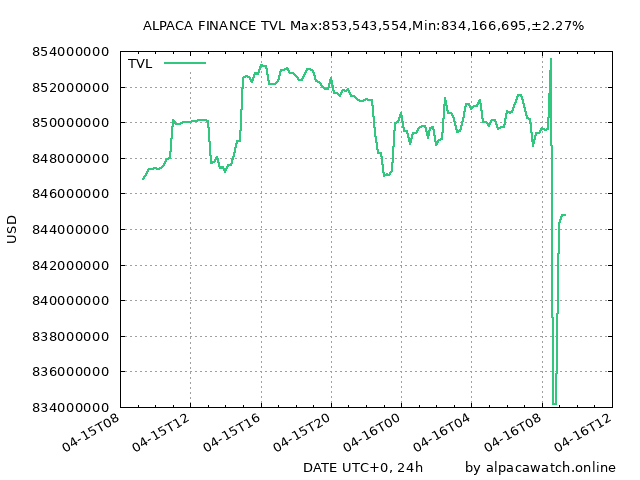 ALPACA FINANCE TVL Max:853,543,554,Min:834,166,695,±2.27%
TVL
854000000
852000000
850000000
848000000
846000000
844000000
842000000
840000000
838000000
836000000
834000000
USD
04-15T08
04-15T12
04-15T16
04-15T20
04-16T00
04-16T04
04-16T08
04-16T12
DATE UTC+0, 24h
by alpacawatch.online